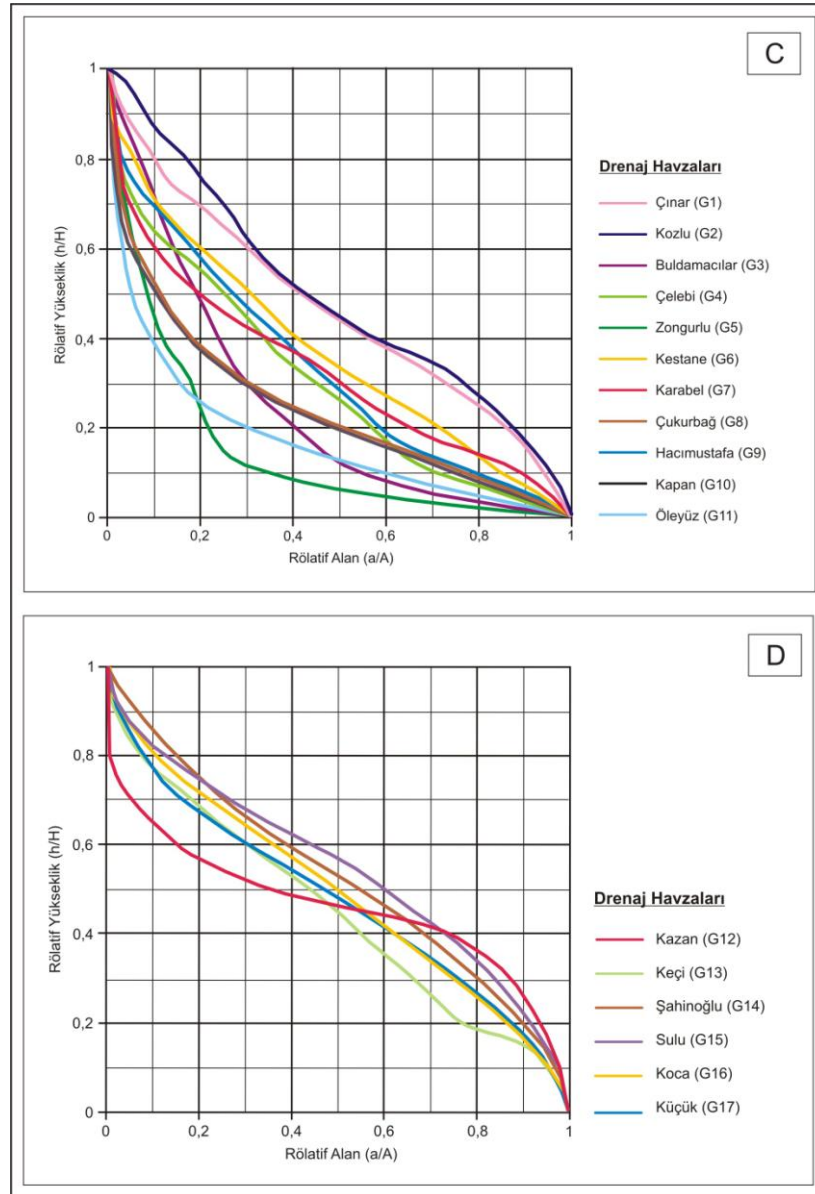 C
1
0,8
0,6
0,4
0,2
0
Rölatif Yükseklik (h/H)
0
0,2
0,4
0,6
0,8
1
Rölatif Alan (a/A)
Drenaj Havzaları
Çınar (G1)
Kozlu (G2)
Buldamacılar (G3)
Çelebi (G4)
Zongurlu (G5)
Kestane (G6)
Karabel (G7)
Çukurbağ (G8)
Hacımustafa (G9)
Kapan (G10)
Öleyüz (G11)
D
1
0,8
0,6
0,4
0,2
0
Rölatif Yükseklik (h/H)
0
0,2
0,4
0,6
0,8
1
Rölatif Alan (a/A)
Drenaj Havzaları
Kazan (G12)
Keçi (G13)
Şahinoğlu (G14)
Sulu (G15)
Koca (G16)
Küçük (G17)